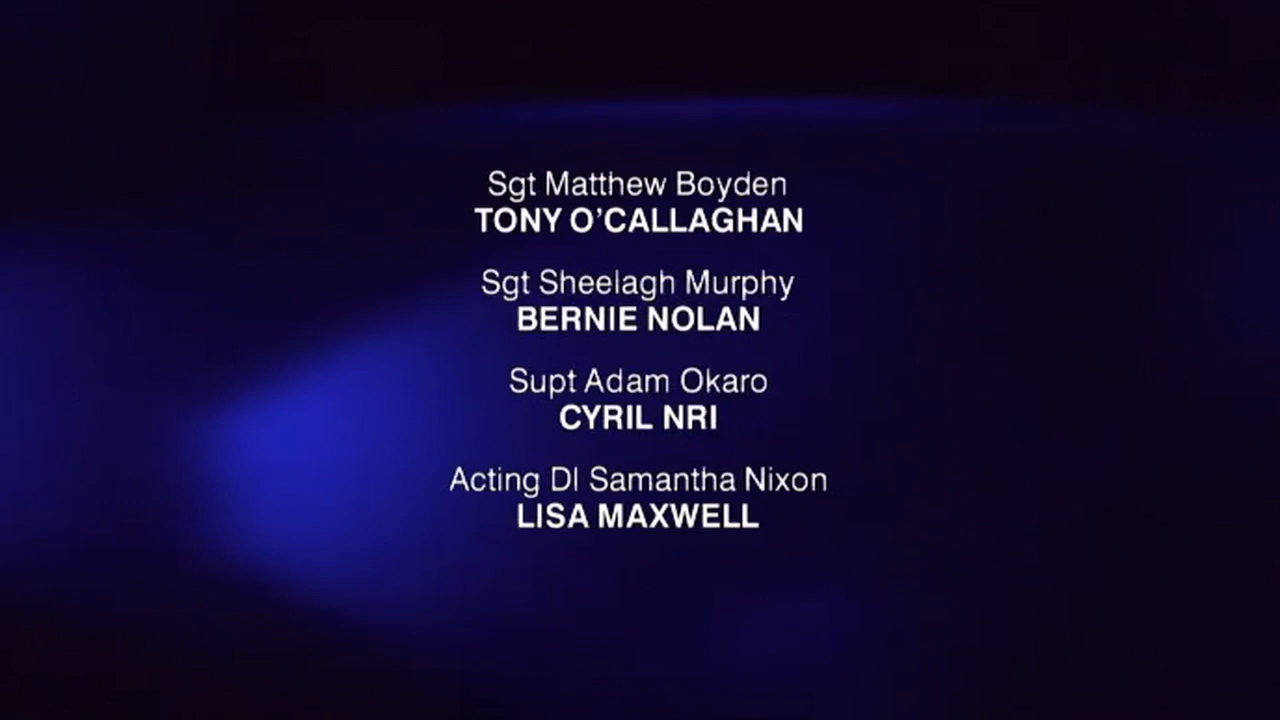 Sgt Matthew Boyden
TONY O’CALLAGHAN
Sgt Sheelagh Murphy
BERNIE NOLAN
Supt Adam Okaro
CYRIL NRI
Acting DI Samantha Nixon
LISA MAXWELL